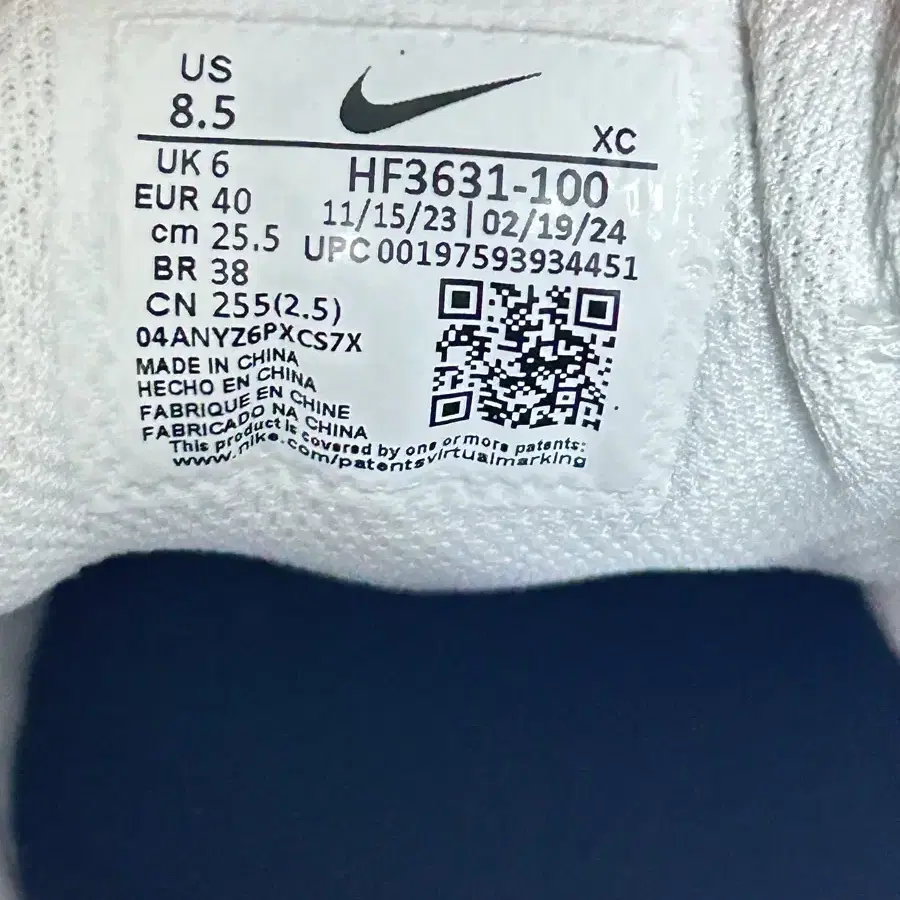 US
8.5
XC
UK 6
EUR 40
cm 25.5
BR 38
CN 255(2.5)
04ANYZ6PXCS7X
HF3631-100
11/15/23 | 02/19/24
UPC 00197593934451
MADE IN CHINA
HECHO EN CHINA
FABRIQUE EN CHINE
FABRICADO NA CHINA
This product is covered by one or more patents:
www.nike.com/patentsvirtualmarking